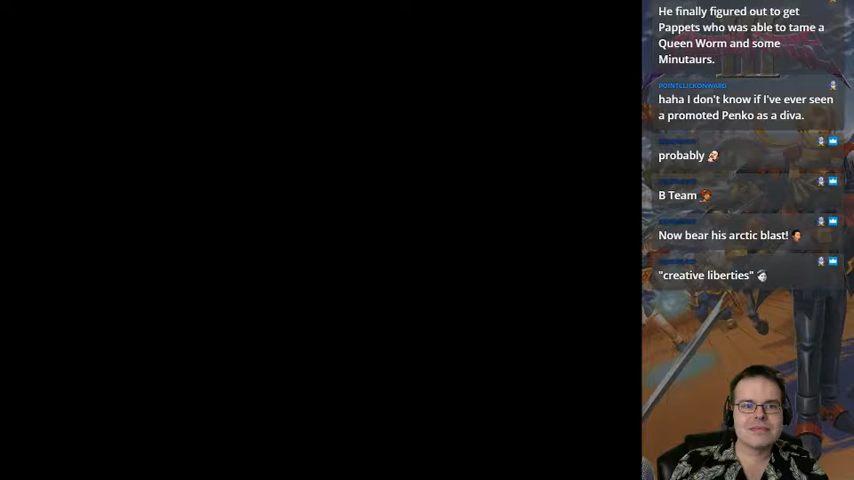 He finally figured out to get
Pappets who was able to tame a
Queen Worm and some
Minutaurs.
POINTCLICKONWARD
haha I don't know if I've ever seen
a promoted Penko as a diva.
probably
B Team
Now bear his arctic blast!
"creative liberties"